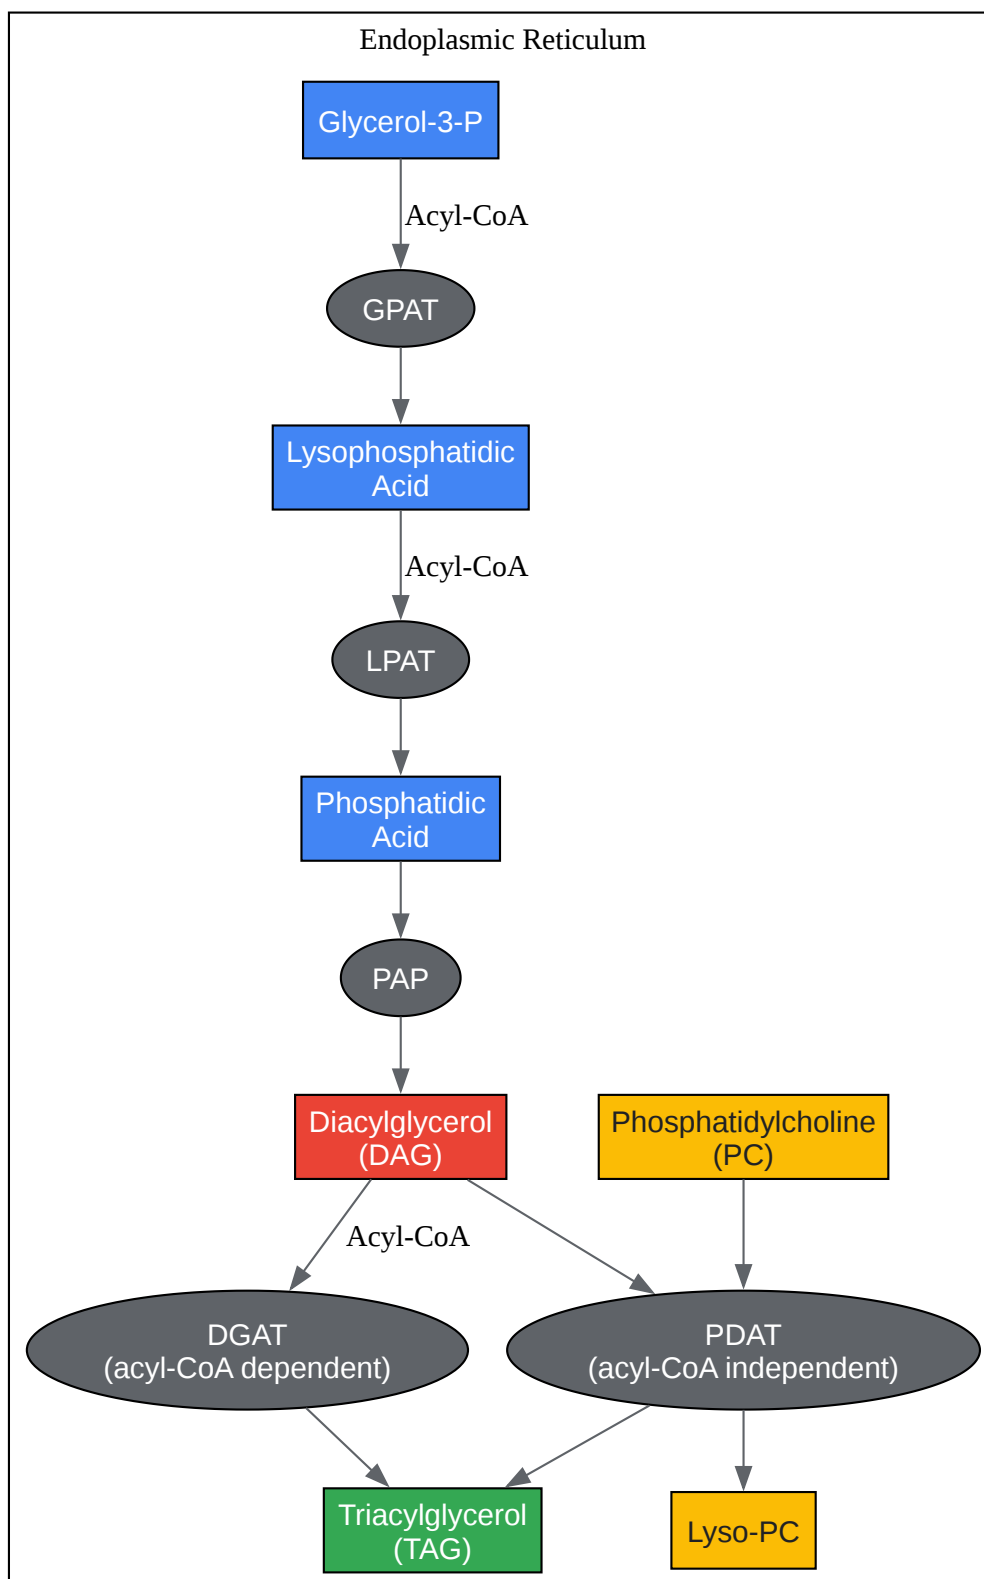 Endoplasmic Reticulum
Glycerol-3-P
Acyl-CoA
GPAT
Lysophosphatidic
Acid
Acyl-CoA
LPAT
Phosphatidic
Acid
PAP
Diacylglycerol
(DAG)
Phosphatidylcholine
(PC)
Acyl-CoA
DGAT
(acyl-CoA dependent)
PDAT
(acyl-CoA independent)
Triacylglycerol
(TAG)
Lyso-PC